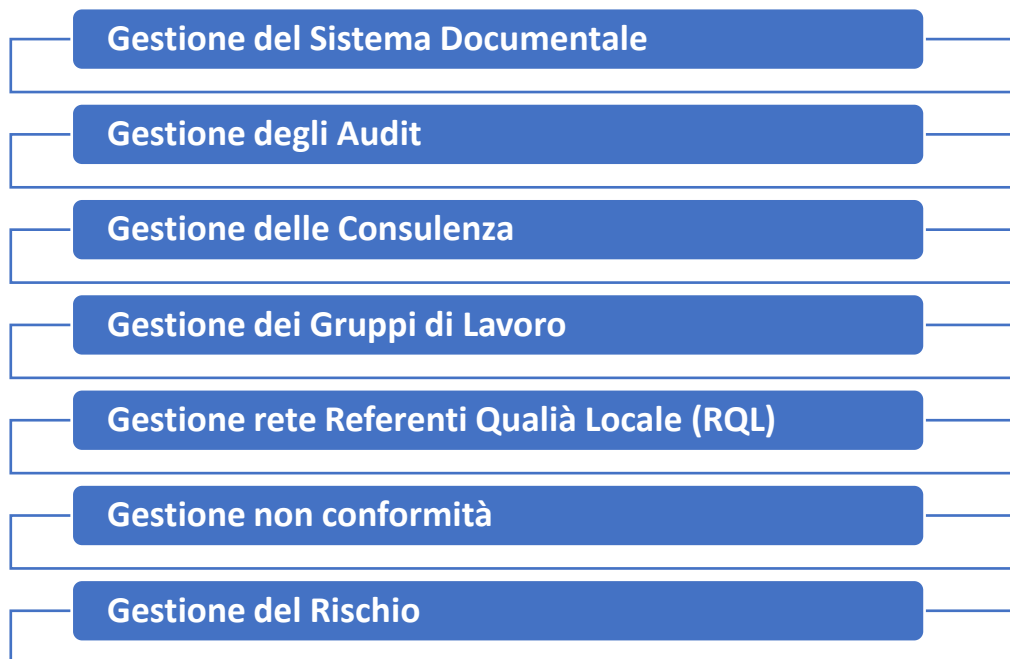 Gestione del Sistema Documentale
Gestione degli Audit
Gestione delle Consulenza
Gestione dei Gruppi di Lavoro
Gestione rete Referenti Qualià Locale (RQL)
Gestione non conformità
Gestione del Rischio